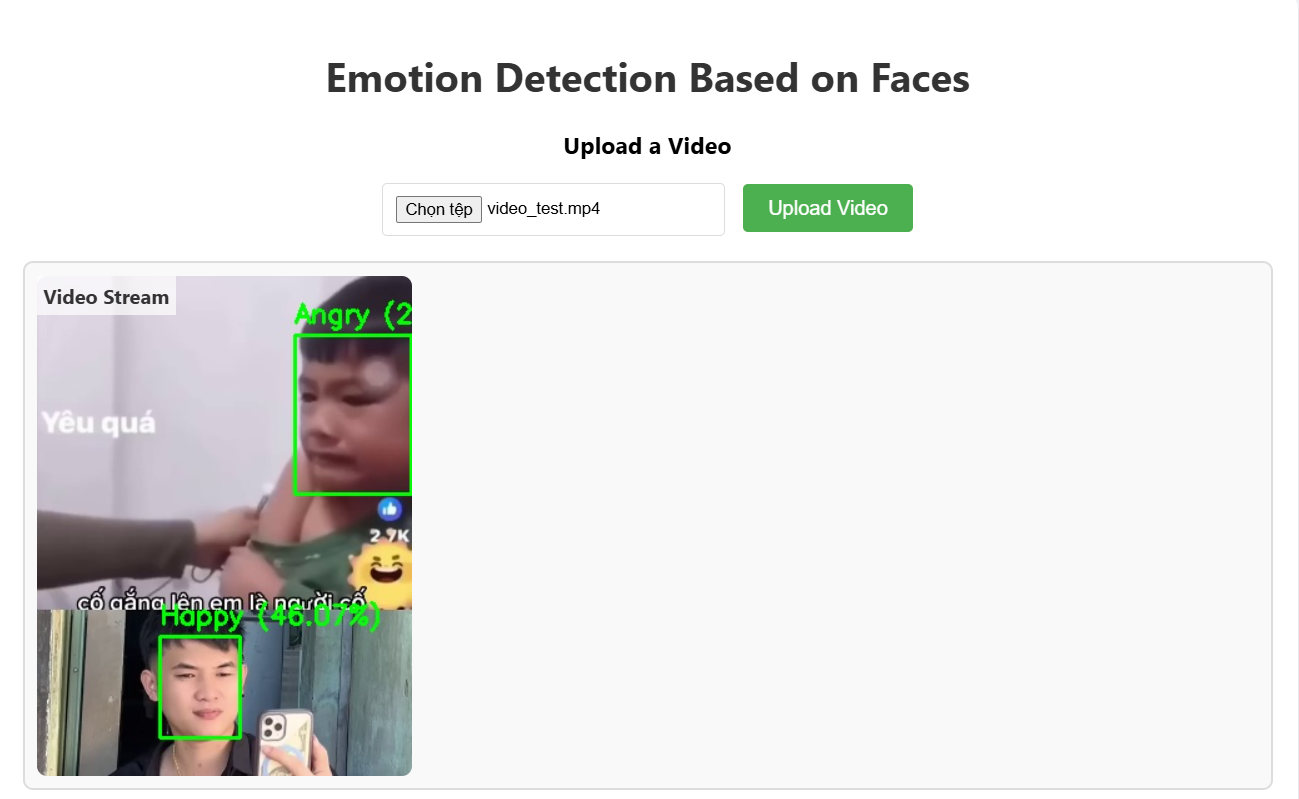 Emotion Detection Based on Faces
Upload a Video
Chọn tệp video_test.mp4
Upload Video
Video Stream
Angry (2
Yêu quá
2.7K
cố gắng lên em là người cố
Happy (46.07%)